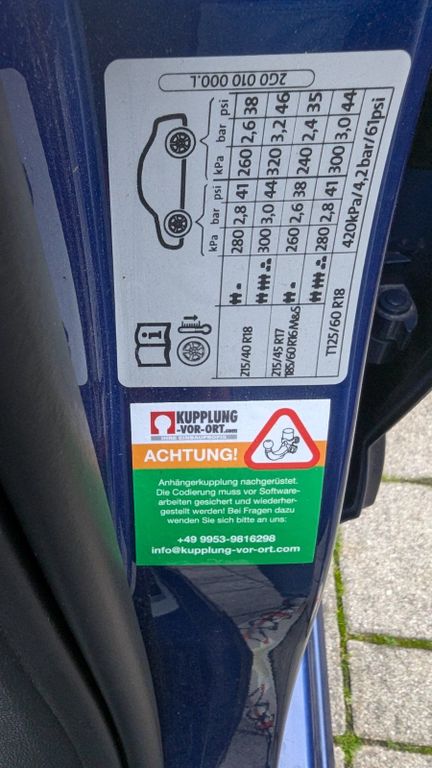 2G0 010 000.L
kPa bar psi kPa bar psi
215/40 R18 280 2,8 41 260 2,6 38
300 3,0 44 320 3,2 46
215/45 R17 260 2,6 38 240 2,4 35
185/60 R16 M&S 280 2,8 41 300 3,0 44
T125/60 R18 420kPa/4,2bar/61psi
KUPPLUNG
-VOR-ORT.com
IHRE EINBAUPROFIS
ACHTUNG!
Anhängerkupplung nachgerüstet.
Die Codierung muss vor Software-
arbeiten gesichert und wiederher-
gestellt werden! Bei Fragen dazu
wenden Sie sich bitte an uns:
+49 9953-9816298
info@kupplung-vor-ort.com